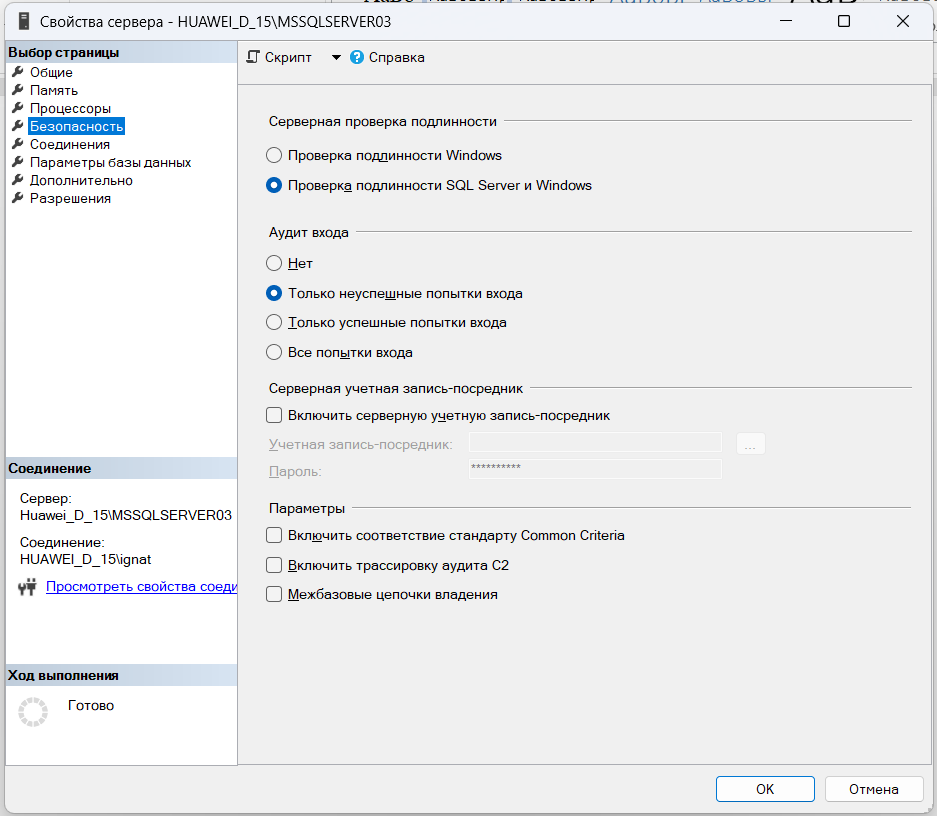 Свойства сервера - HUAWEI_D_15\MSSQLSERVER03
Выбор страницы
Общие
Память
Процессоры
Безопасность
Соединения
Параметры базы данных
Дополнительно
Разрешения
Соединение
Сервер:
Huawei_D_15\MSSQLSERVER03
Соединение:
HUAWEI_D_15\ignat
Просмотреть свойства соеди
Ход выполнения
Готово
Скрипт
Справка
Серверная проверка подлинности
Проверка подлинности Windows
Проверка подлинности SQL Server и Windows
Аудит входа
Нет
Только неуспешные попытки входа
Только успешные попытки входа
Все попытки входа
Серверная учетная запись-посредник
Включить серверную учетную запись-посредник
Учетная запись-посредник:
...
Пароль: **********
Параметры
Включить соответствие стандарту Common Criteria
Включить трассировку аудита C2
Межбазовые цепочки владения
ОК
Отмена